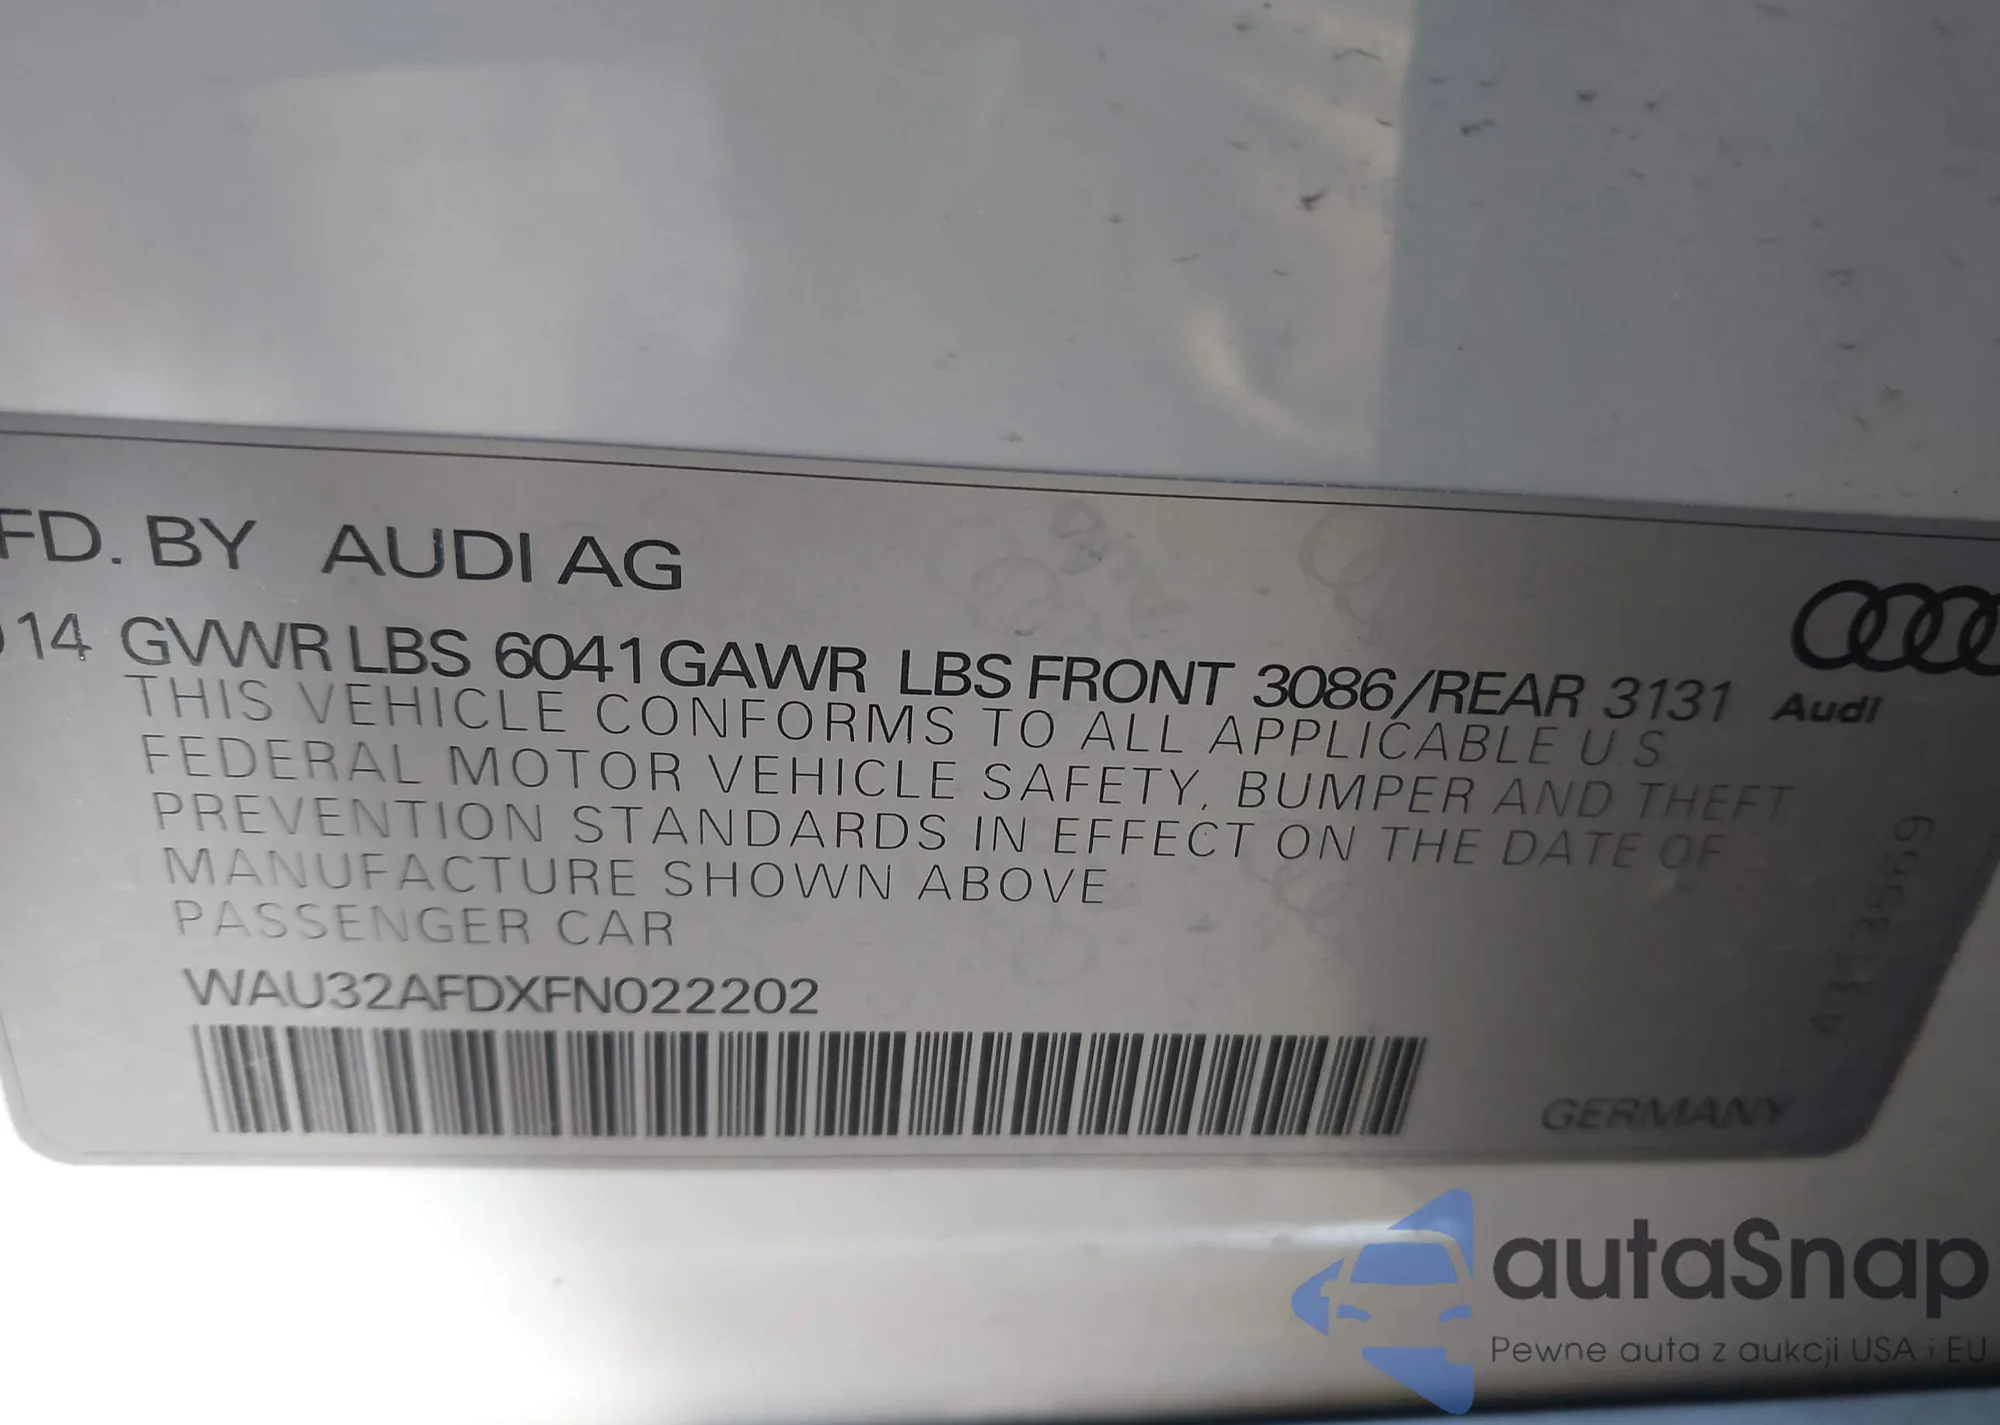 FD. BY AUDI AG
14 GVWR LBS 6041 GAWR LBS FRONT 3086/REAR 3131
Audi
THIS VEHICLE CONFORMS TO ALL APPLICABLE U.S.
FEDERAL MOTOR VEHICLE SAFETY, BUMPER AND THEFT
PREVENTION STANDARDS IN EFFECT ON THE DATE OF
MANUFACTURE SHOWN ABOVE
PASSENGER CAR
WAU32AFDXFN022202
GERMANY
autaSnap
Pewne auta z aukcji USA i EU